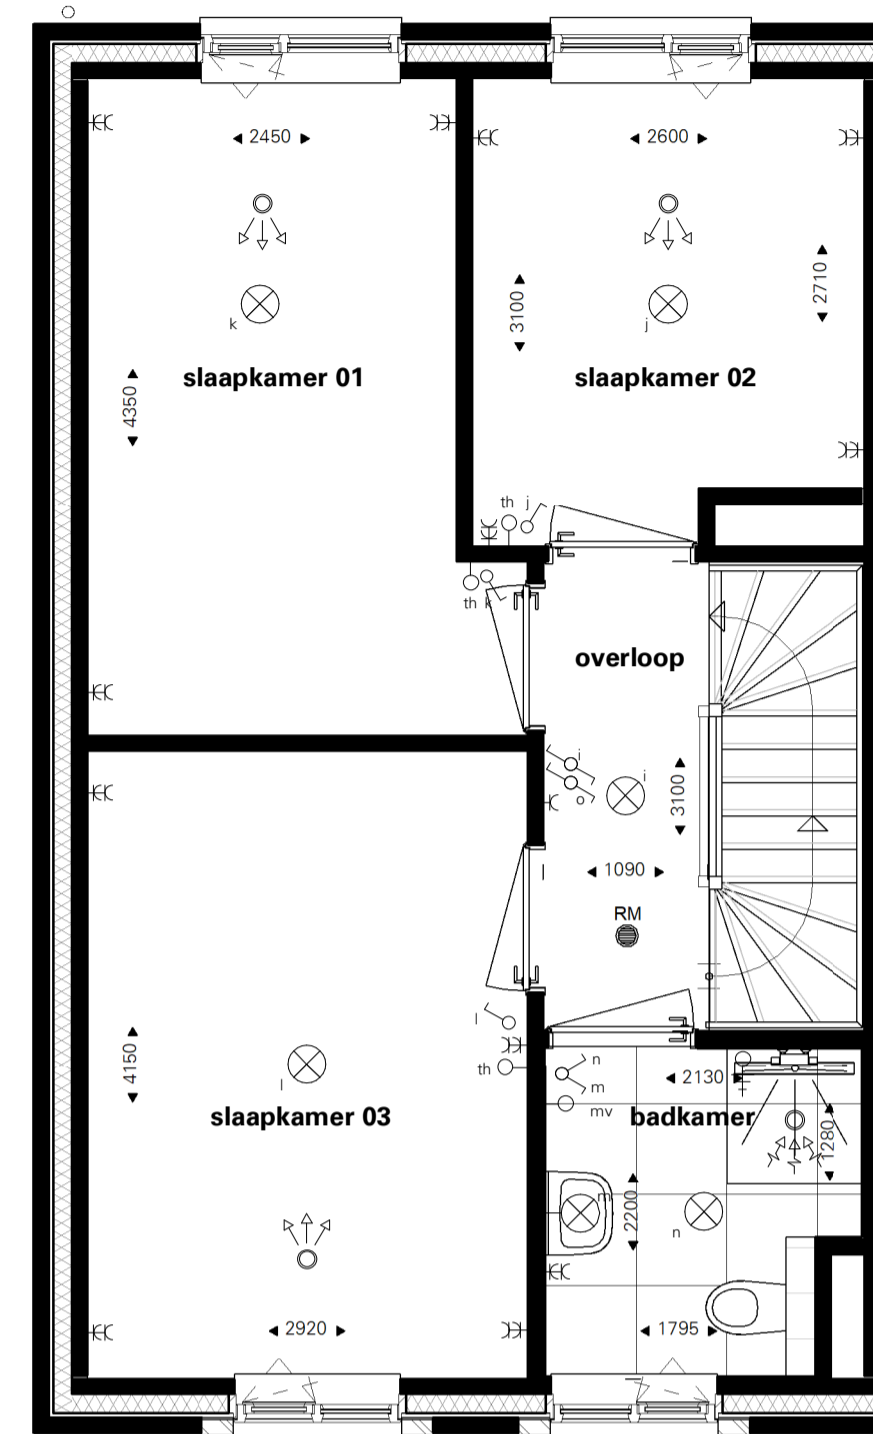 2450
2600
3100
2710
k
j
slaapkamer 01
slaapkamer 02
4350
th j
th k
overloop
i
i
o
3100
1090
RM
l
4150
th
n
m
mv
2130
badkamer
1280
l
slaapkamer 03
m
2200
n
2920
1795